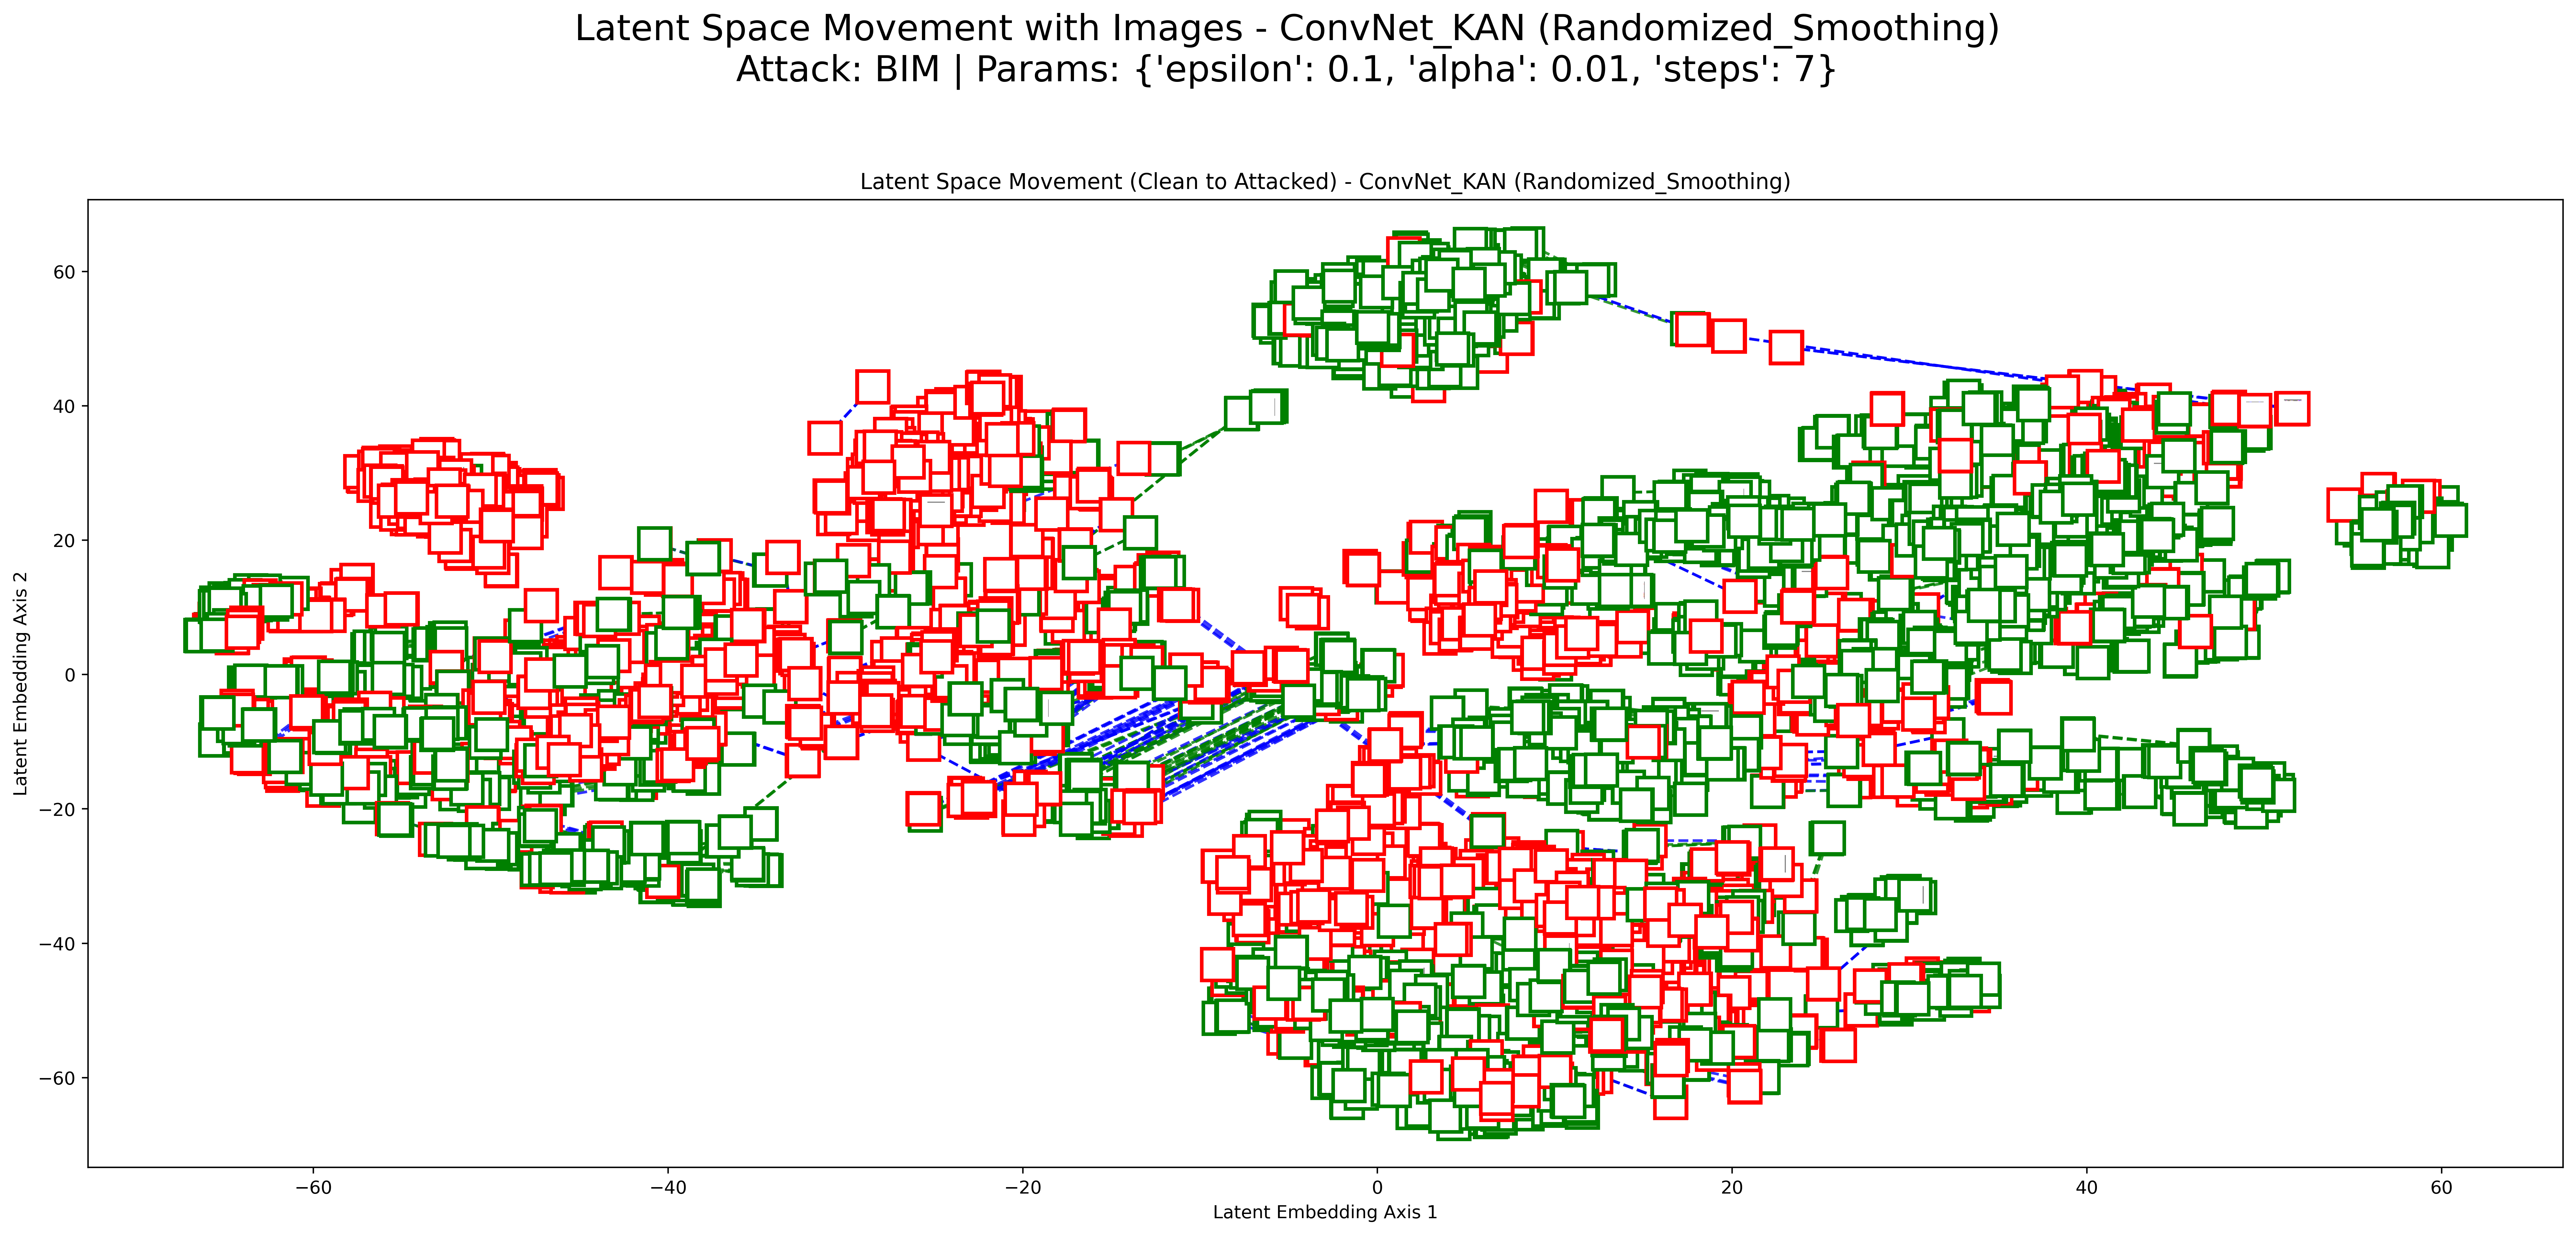 Latent Space Movement with Images - ConvNet_KAN (Randomized_Smoothing)
Attack: BIM | Params: {'epsilon': 0.1, 'alpha': 0.01, 'steps': 7}
Latent Space Movement (Clean to Attacked) - ConvNet_KAN (Randomized_Smoothing)
Latent Embedding Axis 2
60
40
20
0
−20
−40
−60
−60
−40
−20
0
20
40
60
Latent Embedding Axis 1